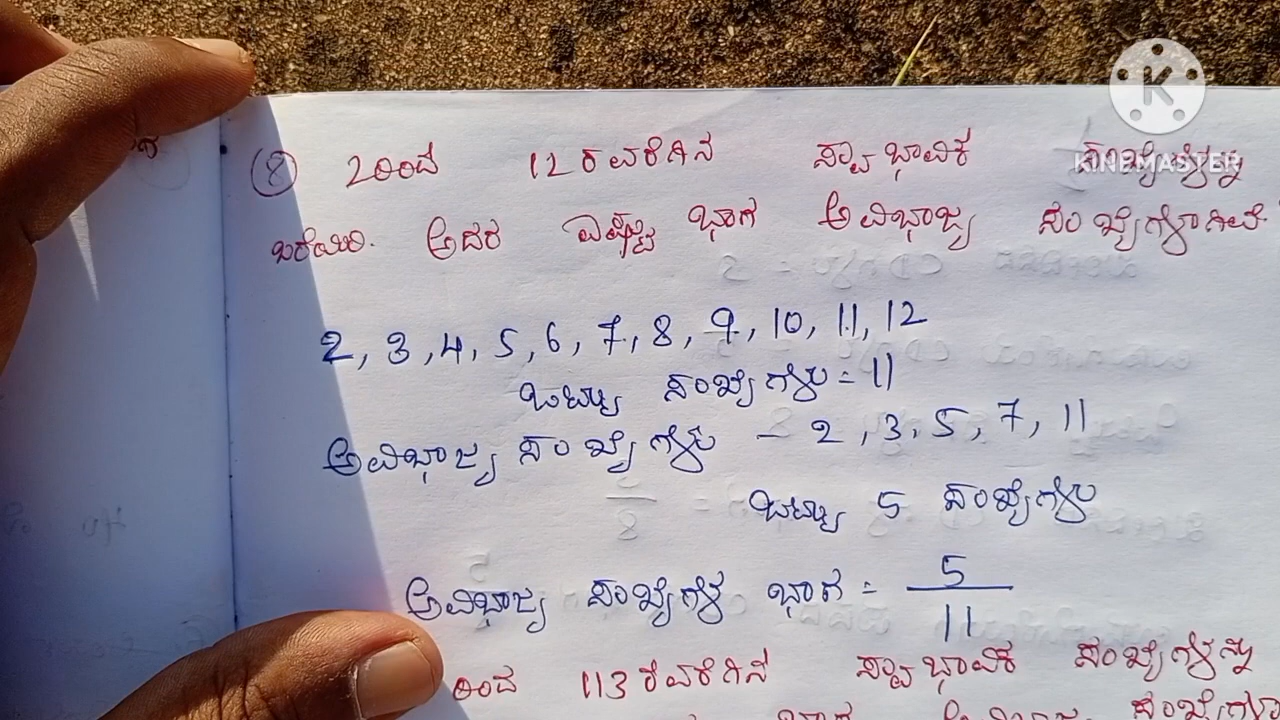 ⑧ 2ರಿಂದ 12ರವರೆಗಿನ ಸ್ವಾಭಾವಿಕ ಸಂಖ್ಯೆಗಳನ್ನು
KINEMASTER
ಬರೆಯಿರಿ. ಅದರ ಎಷ್ಟು ಭಾಗ ಅವಿಭಾಜ್ಯ ಸಂಖ್ಯೆಗಳಾಗಿವೆ.
2, 3, 4, 5, 6, 7, 8, 9, 10, 11, 12
ಒಟ್ಟು ಸಂಖ್ಯೆಗಳು = 11
ಅವಿಭಾಜ್ಯ ಸಂಖ್ಯೆಗಳು – 2, 3, 5, 7, 11
ಒಟ್ಟು 5 ಸಂಖ್ಯೆಗಳು
ಅವಿಭಾಜ್ಯ ಸಂಖ್ಯೆಗಳ ಭಾಗ = 5/11
113ರವರೆಗಿನ ಸ್ವಾಭಾವಿಕ ಸಂಖ್ಯೆಗಳನ್ನು